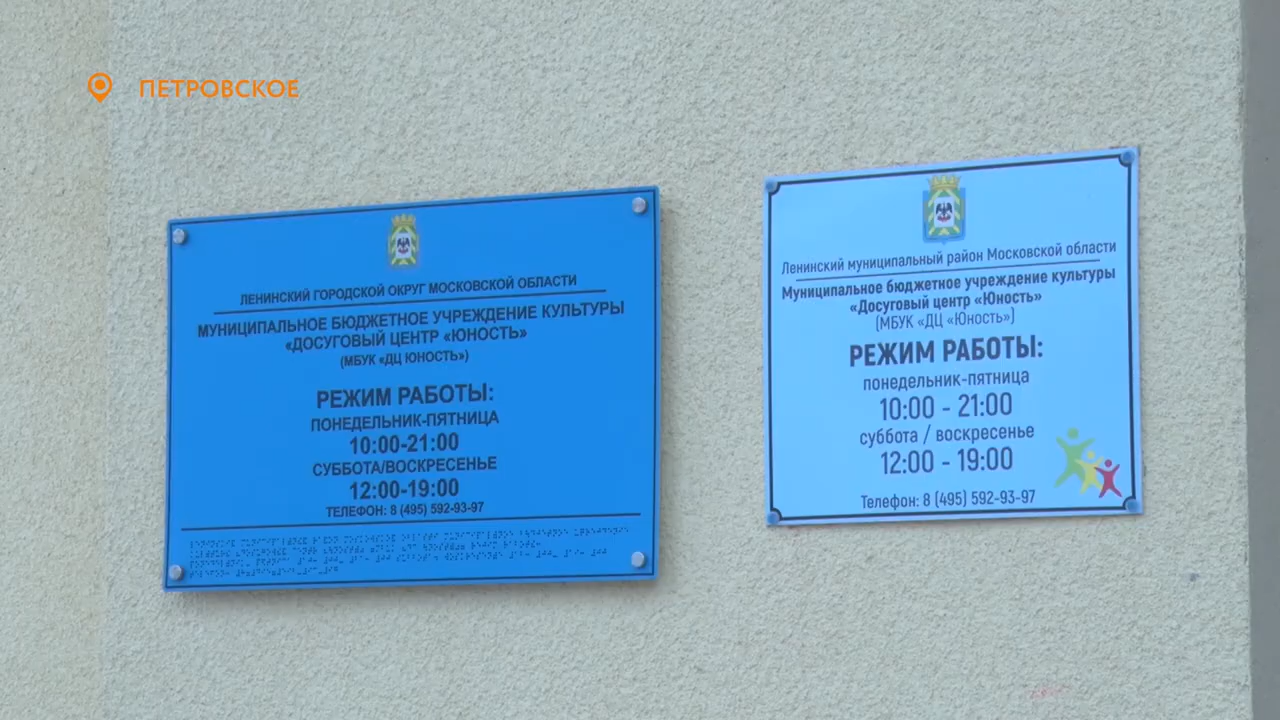 ПЕТРОВСКОЕ
ЛЕНИНСКИЙ ГОРОДСКОЙ ОКРУГ МОСКОВСКОЙ ОБЛАСТИ
МУНИЦИПАЛЬНОЕ БЮДЖЕТНОЕ УЧРЕЖДЕНИЕ КУЛЬТУРЫ
«ДОСУГОВЫЙ ЦЕНТР «ЮНОСТЬ»
(МБУК «ДЦ ЮНОСТЬ»)
РЕЖИМ РАБОТЫ:
ПОНЕДЕЛЬНИК-ПЯТНИЦА
10:00-21:00
СУББОТА/ВОСКРЕСЕНЬЕ
12:00-19:00
ТЕЛЕФОН: 8 (495) 592-93-97
Ленинский муниципальный район Московской области
Муниципальное бюджетное учреждение культуры
«Досуговый центр «Юность»
(МБУК «ДЦ «Юность»)
РЕЖИМ РАБОТЫ:
понедельник-пятница
10:00 - 21:00
суббота / воскресенье
12:00 - 19:00
Телефон: 8 (495) 592-93-97